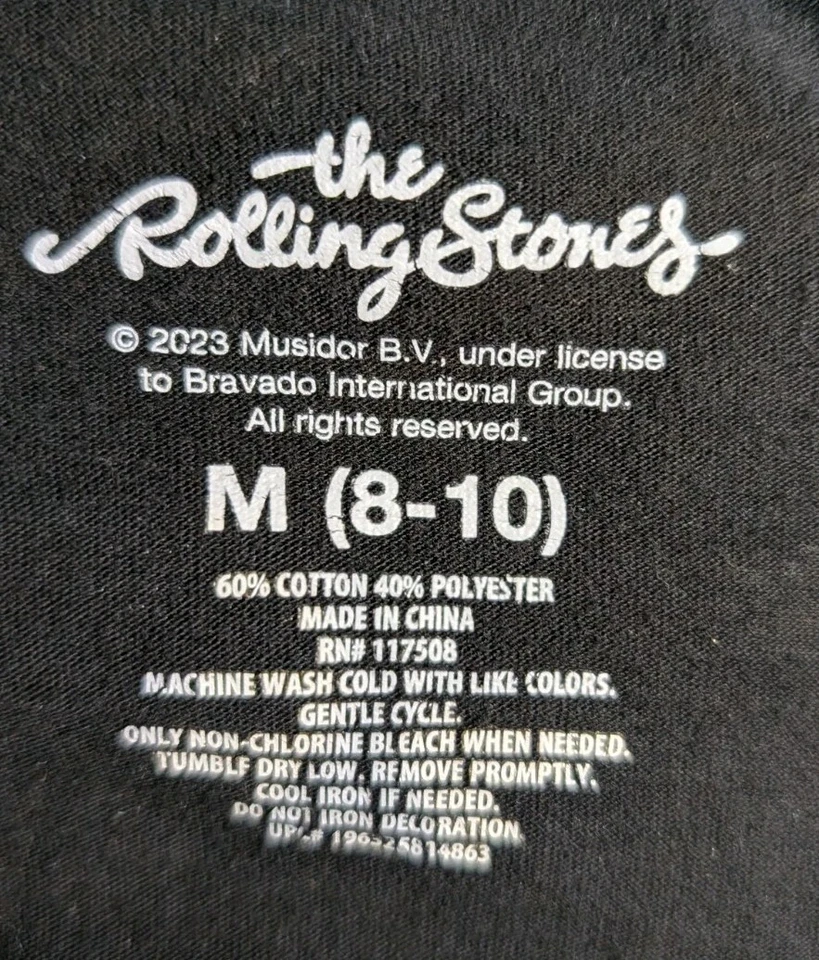 the
Rolling Stones
© 2023 Musidor B.V., under license
to Bravado International Group.
All rights reserved.
M (8-10)
60% COTTON 40% POLYESTER
MADE IN CHINA
RN# 117508
MACHINE WASH COLD WITH LIKE COLORS.
GENTLE CYCLE.
ONLY NON-CHLORINE BLEACH WHEN NEEDED.
TUMBLE DRY LOW. REMOVE PROMPTLY.
COOL IRON IF NEEDED.
DO NOT IRON DECORATION.
UPC#